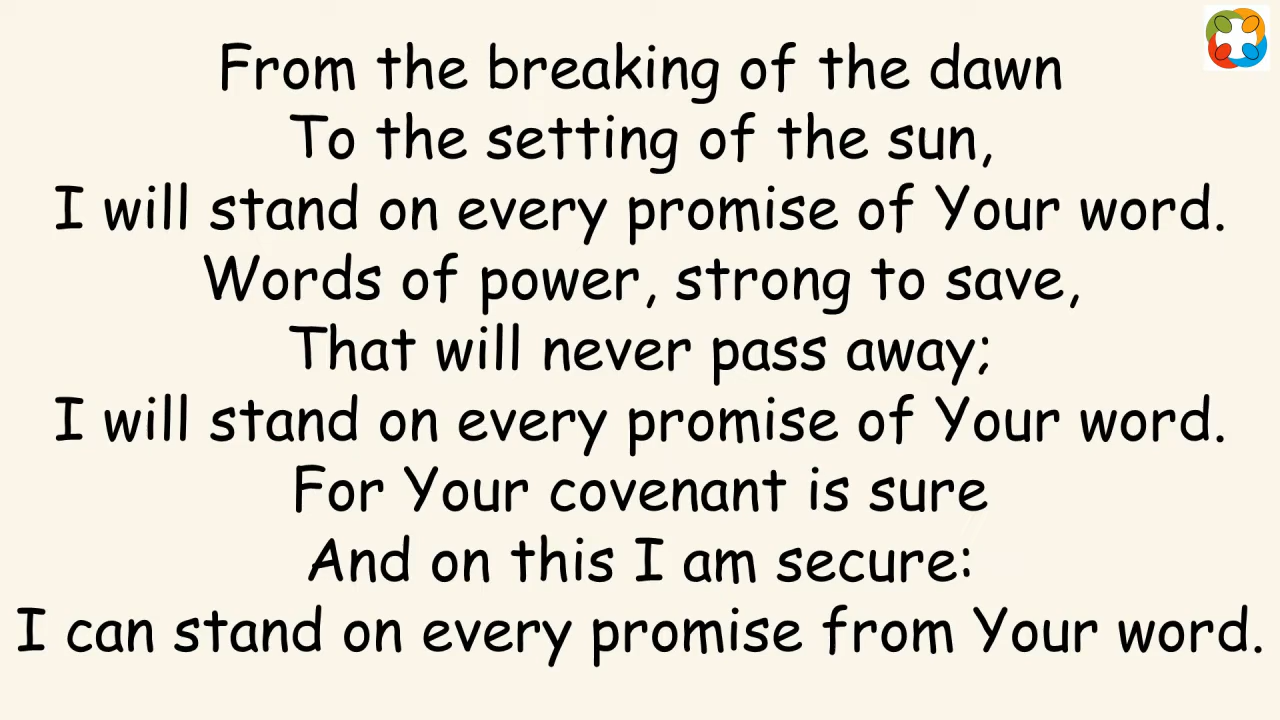 From the breaking of the dawn
To the setting of the sun,
I will stand on every promise of Your word.
Words of power, strong to save,
That will never pass away;
I will stand on every promise of Your word.
For Your covenant is sure
And on this I am secure:
I can stand on every promise from Your word.